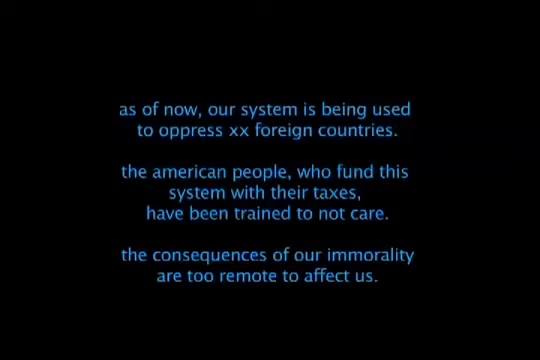 as of now, our system is being used
to oppress xx foreign countries.
the american people, who fund this
system with their taxes,
have been trained to not care.
the consequences of our immorality
are too remote to affect us.